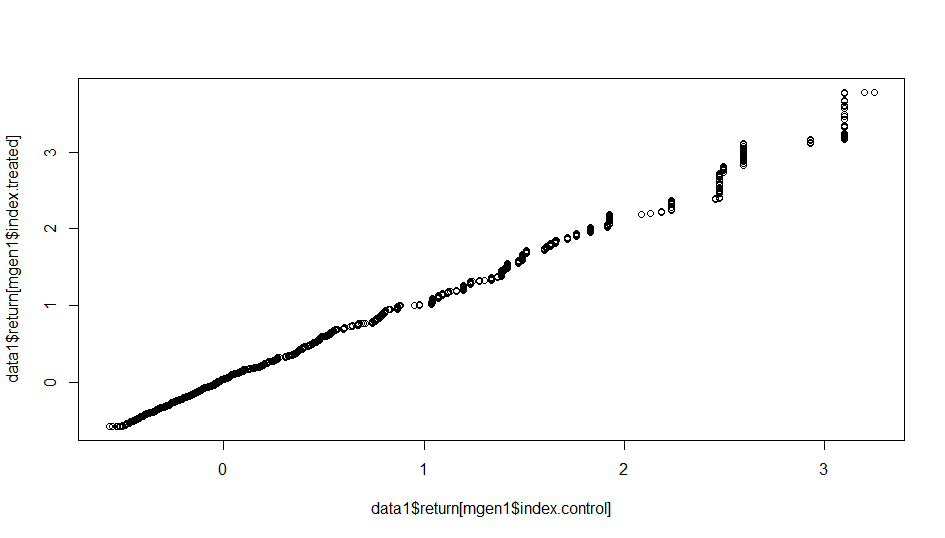 data1$return[mgen1$index.treated]
3
2
1
0
0 1 2 3
data1$return[mgen1$index.control]